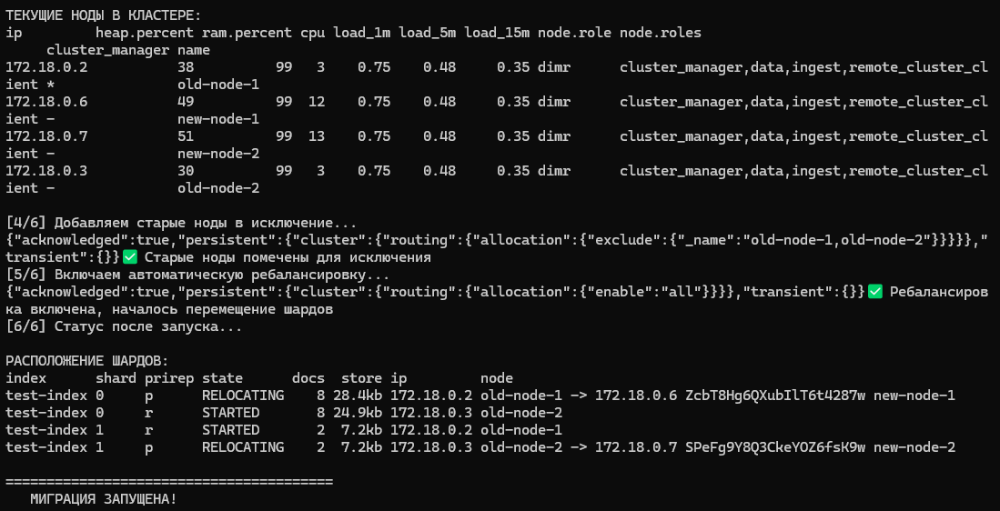 ТЕКУЩИЕ НОДЫ В КЛАСТЕРЕ:
ip         heap.percent ram.percent cpu load_1m load_5m load_15m node.role node.roles
     cluster_manager name
172.18.0.2           38          99   3    0.75    0.48     0.35 dimr      cluster_manager,data,ingest,remote_cluster_cl
ient *               old-node-1
172.18.0.6           49          99  12    0.75    0.48     0.35 dimr      cluster_manager,data,ingest,remote_cluster_cl
ient -               new-node-1
172.18.0.7           51          99  13    0.75    0.48     0.35 dimr      cluster_manager,data,ingest,remote_cluster_cl
ient -               new-node-2
172.18.0.3           30          99   3    0.75    0.48     0.35 dimr      cluster_manager,data,ingest,remote_cluster_cl
ient -               old-node-2
[4/6] Добавляем старые ноды в исключение...
{"acknowledged":true,"persistent":{"cluster":{"routing":{"allocation":{"exclude":{"_name":"old-node-1,old-node-2"}}}}},"
transient":{}}✅ Старые ноды помечены для исключения
[5/6] Включаем автоматическую ребалансировку...
{"acknowledged":true,"persistent":{"cluster":{"routing":{"allocation":{"enable":"all"}}}},"transient":{}}✅ Ребалансиров
ка включена, началось перемещение шардов
[6/6] Статус после запуска...
РАСПОЛОЖЕНИЕ ШАРДОВ:
index      shard prirep state      docs  store ip         node
test-index 0     p      RELOCATING    8 28.4kb 172.18.0.2 old-node-1 -> 172.18.0.6 ZcbT8Hg6QXubIlT6t4287w new-node-1
test-index 0     r      STARTED       8 24.9kb 172.18.0.3 old-node-2
test-index 1     r      STARTED       2  7.2kb 172.18.0.2 old-node-1
test-index 1     p      RELOCATING    2  7.2kb 172.18.0.3 old-node-2 -> 172.18.0.7 SPeFg9Y8Q3CkeYOZ6fsK9w new-node-2
========================================
   МИГРАЦИЯ ЗАПУЩЕНА!